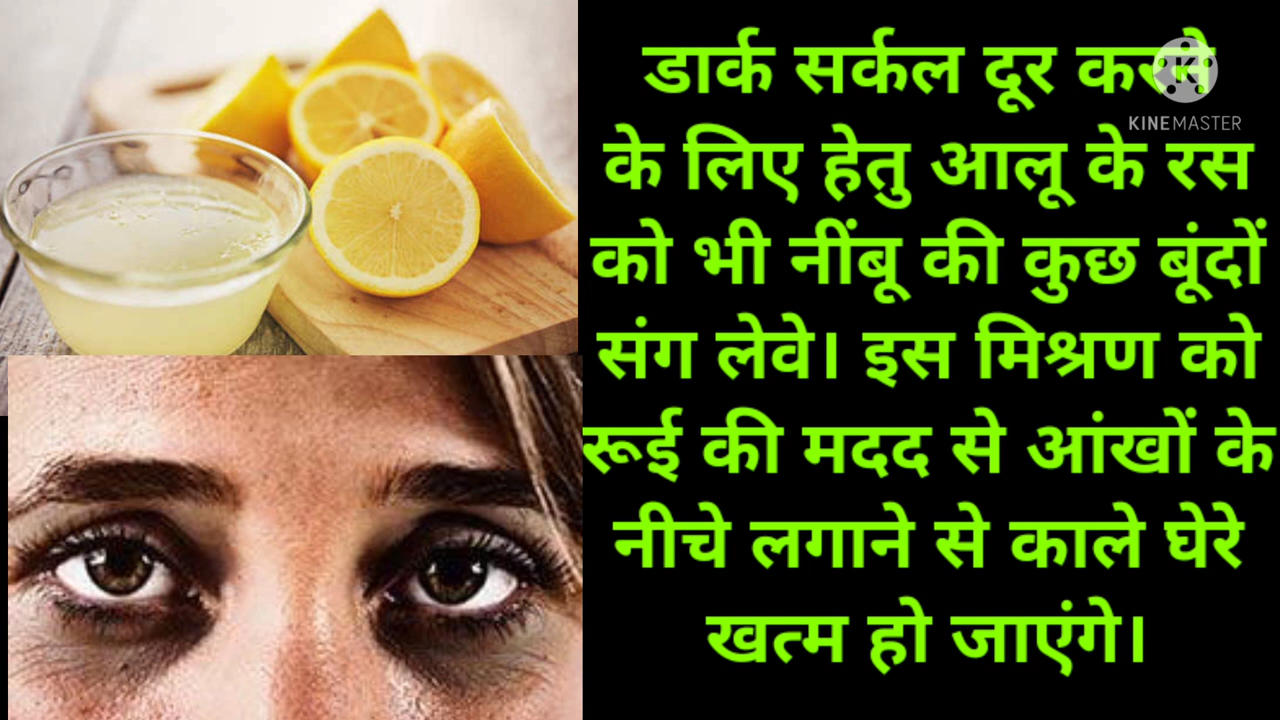 डार्क सर्कल दूर करने
KINEMASTER
के लिए हेतु आलू के रस
को भी नींबू की कुछ बूंदों
संग लेवे। इस मिश्रण को
रूई की मदद से आंखों के
नीचे लगाने से काले घेरे
खत्म हो जाएंगे।